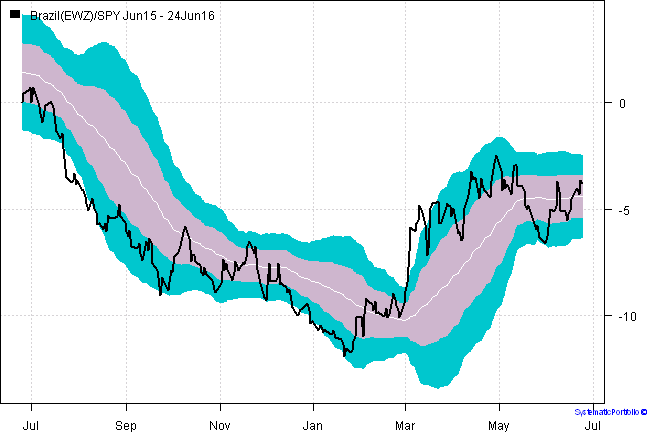 Brazil(EWZ)/SPY Jun15 - 24Jun16
0
-5
-10
SystematicPortfolio ©
Jul Sep Nov Jan Mar May Jul